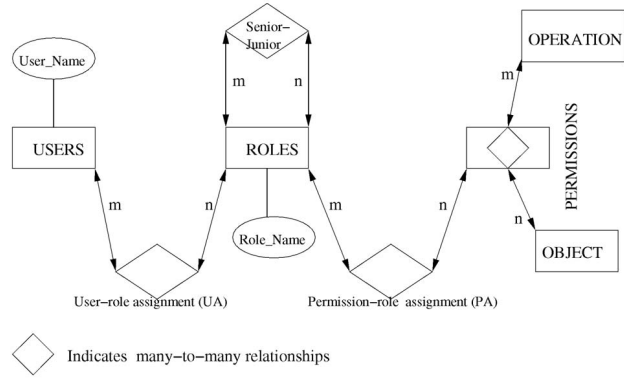 Senior−
Junior
OPERATION
User_Name
m
m
n
USERS
ROLES
PERMISSIONS
m
n
m
n
n
Role_Name
OBJECT
User−role assignment (UA)
Permission−role assignment (PA)
Indicates many−to−many relationships